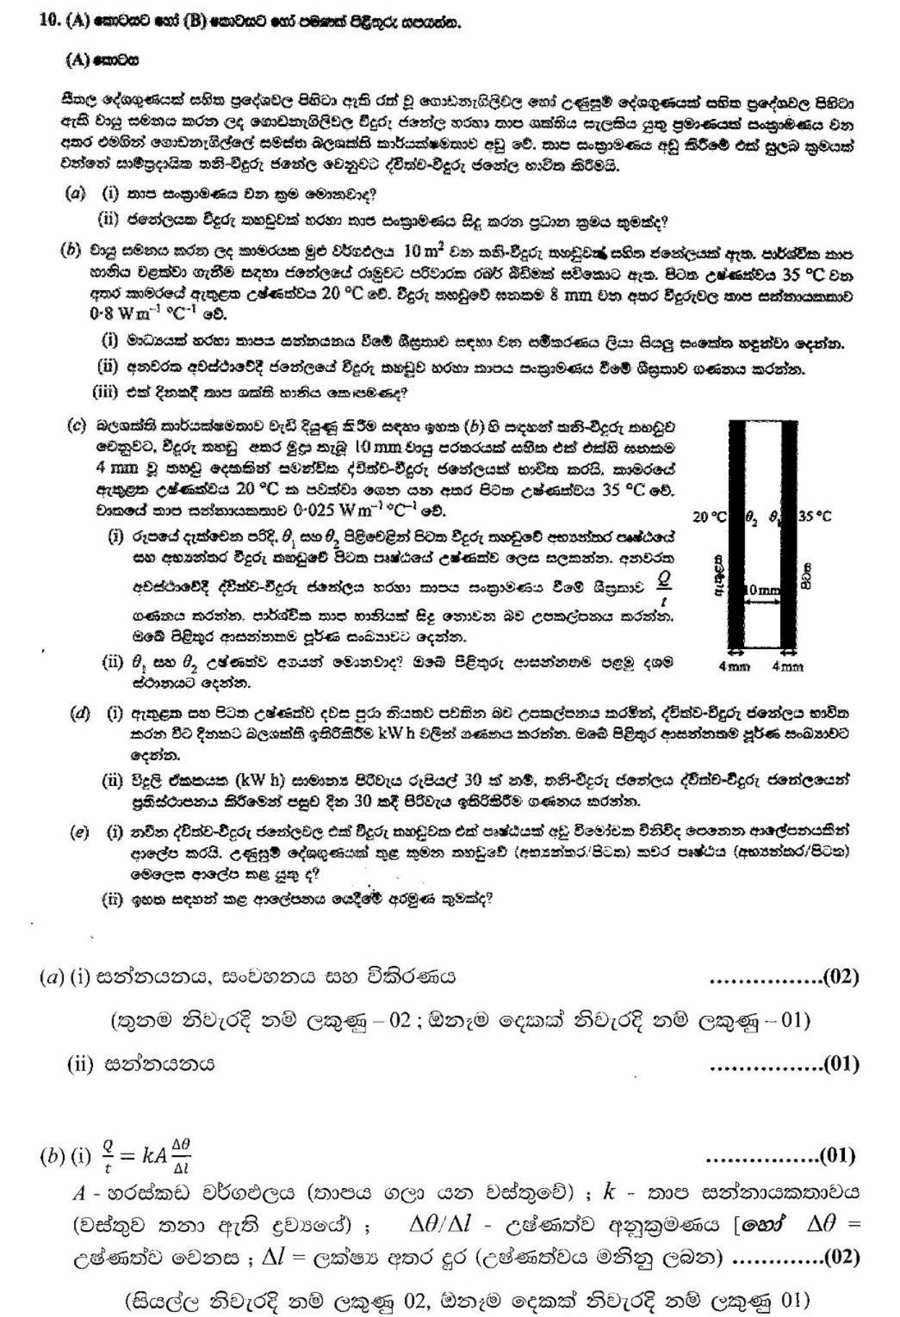 10. (A) කොටසට හෝ (B) කොටසට හෝ පමණක් පිළිතුරු සපයන්න.
(A) කොටස
සීතල දේශගුණයක් සහිත ප්‍රදේශවල පිහිටා ඇති රත් වූ ගොඩනැගිලිවල හෝ උණුසුම් දේශගුණයක් සහිත ප්‍රදේශවල පිහිටා
ඇති වායු සමනය කරන ලද ගොඩනැගිලිවල වීදුරු ජනේල හරහා තාප ශක්තිය සැලකිය යුතු ප්‍රමාණයක් සංක්‍රාමණය වන
අතර එමගින් ගොඩනැගිල්ලේ සමස්ත බලශක්ති කාර්යක්ෂමතාව අඩු වේ. තාප සංක්‍රාමණය අඩු කිරීමේ එක් සුලබ ක්‍රමයක්
වන්නේ සාම්ප්‍රදායික තනි-වීදුරු ජනේල වෙනුවට ද්විත්ව-වීදුරු ජනේල භාවිත කිරීමයි.
(a) (i) තාප සංක්‍රාමණය වන ක්‍රම මොනවාද?
(ii) ජනේලයක වීදුරු තහඩුවක් හරහා තාප සංක්‍රාමණය සිදු කරන ප්‍රධාන ක්‍රමය කුමක්ද?
(b) වායු සමනය කරන ලද කාමරයක මුළු වර්ගඵලය 10 m² වන තනි-වීදුරු තහඩුවක් සහිත ජනේලයක් ඇත. පාර්ශ්වික තාප
හානිය වළක්වා ගැනීම සඳහා ජනේලයේ රාමුවට පරිවාරක රබර් බීඩිමක් සවිකොට ඇත. පිටත උෂ්ණත්වය 35 °C වන
අතර කාමරයේ ඇතුළත උෂ්ණත්වය 20 °C වේ. වීදුරු තහඩුවේ ඝනකම 8 mm වන අතර වීදුරුවල තාප සන්නායකතාව
0·8 W m⁻¹ °C⁻¹ වේ.
(i) මාධ්‍යයක් හරහා තාපය සන්නයනය වීමේ ශීඝ්‍රතාව සඳහා වන සමීකරණය ලියා සියලු සංකේත හඳුන්වා දෙන්න.
(ii) අනවරත අවස්ථාවේදී ජනේලයේ වීදුරු තහඩුව හරහා තාපය සංක්‍රාමණය වීමේ ශීඝ්‍රතාව ගණනය කරන්න.
(iii) එක් දිනකදී තාප ශක්ති හානිය කොපමණද?
(c) බලශක්ති කාර්යක්ෂමතාව වැඩි දියුණු කිරීම සඳහා ඉහත (b) හි සඳහන් තනි-වීදුරු තහඩුව
වෙනුවට, වීදුරු තහඩු අතර මුද්‍රා තැබූ 10 mm වායු පරතරයක් සහිත එක් එක්හි ඝනකම
4 mm වූ තහඩු දෙකකින් සමන්විත ද්විත්ව-වීදුරු ජනේලයක් භාවිත කරයි. කාමරයේ
ඇතුළත උෂ්ණත්වය 20 °C ක පවත්වා ගෙන යන අතර පිටත උෂ්ණත්වය 35 °C වේ.
වාතයේ තාප සන්නායකතාව 0·025 W m⁻¹ °C⁻¹ වේ.
(i) රූපයේ දැක්වෙන පරිදි, θ₁ සහ θ₂ පිළිවෙළින් පිටත වීදුරු තහඩුවේ අභ්‍යන්තර පෘෂ්ඨයේ
සහ අභ්‍යන්තර වීදුරු තහඩුවේ පිටත පෘෂ්ඨයේ උෂ්ණත්ව ලෙස සලකන්න. අනවරත
අවස්ථාවේදී ද්විත්ව-වීදුරු ජනේලය හරහා තාපය සංක්‍රාමණය වීමේ ශීඝ්‍රතාව Q/t
ගණනය කරන්න. පාර්ශ්වික තාප හානියක් සිදු නොවන බව උපකල්පනය කරන්න.
ඔබේ පිළිතුර ආසන්නතම පූර්ණ සංඛ්‍යාවට දෙන්න.
(ii) θ₁ සහ θ₂ උෂ්ණත්ව අගයන් මොනවාද? ඔබේ පිළිතුරු ආසන්නතම පළමු දශම
ස්ථානයට දෙන්න.
20 °C θ₂ θ₁ 35 °C
ඇතුළත 10 mm පිටත
4 mm 4 mm
(d) (i) ඇතුළත සහ පිටත උෂ්ණත්ව දවස පුරා නියතව පවතින බව උපකල්පනය කරමින්, ද්විත්ව-වීදුරු ජනේලය භාවිත
කරන විට දිනකට බලශක්ති ඉතිරිකිරීම kW h වලින් ගණනය කරන්න. ඔබේ පිළිතුර ආසන්නතම පූර්ණ සංඛ්‍යාවට
දෙන්න.
(ii) විදුලි ඒකකයක (kW h) සාමාන්‍ය පිරිවැය රුපියල් 30 ක් නම්, තනි-වීදුරු ජනේලය ද්විත්ව-වීදුරු ජනේලයෙන්
ප්‍රතිස්ථාපනය කිරීමෙන් පසුව දින 30 කදී පිරිවැය ඉතිරිකිරීම ගණනය කරන්න.
(e) (i) නවීන ද්විත්ව-වීදුරු ජනේලවල එක් වීදුරු තහඩුවක එක් පෘෂ්ඨයක් අඩු විමෝචක විනිවිද පෙනෙන ආලේපනයකින්
ආලේප කරයි. උණුසුම් දේශගුණයක් තුළ කුමන තහඩුවේ (අභ්‍යන්තර/පිටත) කවර පෘෂ්ඨය (අභ්‍යන්තර/පිටත)
මෙලෙස ආලේප කළ යුතු ද?
(ii) ඉහත සඳහන් කළ ආලේපනය යෙදීමේ අරමුණ කුමක්ද?
(a) (i) සන්නයනය, සංවහනය සහ විකිරණය .................(02)
(තුනම නිවැරදි නම් ලකුණු – 02 ; ඕනෑම දෙකක් නිවැරදි නම් ලකුණු – 01)
(ii) සන්නයනය .................(01)
(b) (i) Q/t = kA Δθ/Δl .................(01)
A - හරස්කඩ වර්ගඵලය (තාපය ගලා යන වස්තුවේ) ; k - තාප සන්නායකතාවය
(වස්තුව තනා ඇති ද්‍රව්‍යයේ) ; Δθ/Δl - උෂ්ණත්ව අනුක්‍රමණය [හෝ Δθ =
උෂ්ණත්ව වෙනස ; Δl = ලක්ෂ්‍ය අතර දුර (උෂ්ණත්වය මනිනු ලබන) .............(02)
(සියල්ල නිවැරදි නම් ලකුණු 02, ඕනෑම දෙකක් නිවැරදි නම් ලකුණු 01)